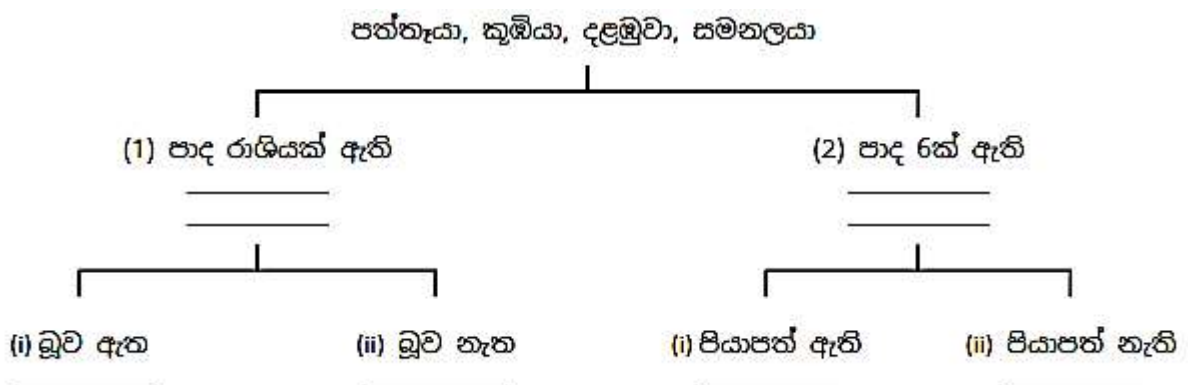 පත්තෑයා, කූඹියා, දළඹුවා, සමනලයා
(1) පාද රාශියක් ඇති (2) පාද 6ක් ඇති
(i) බූව ඇත (ii) බූව නැත (i) පියාපත් ඇති (ii) පියාපත් නැති